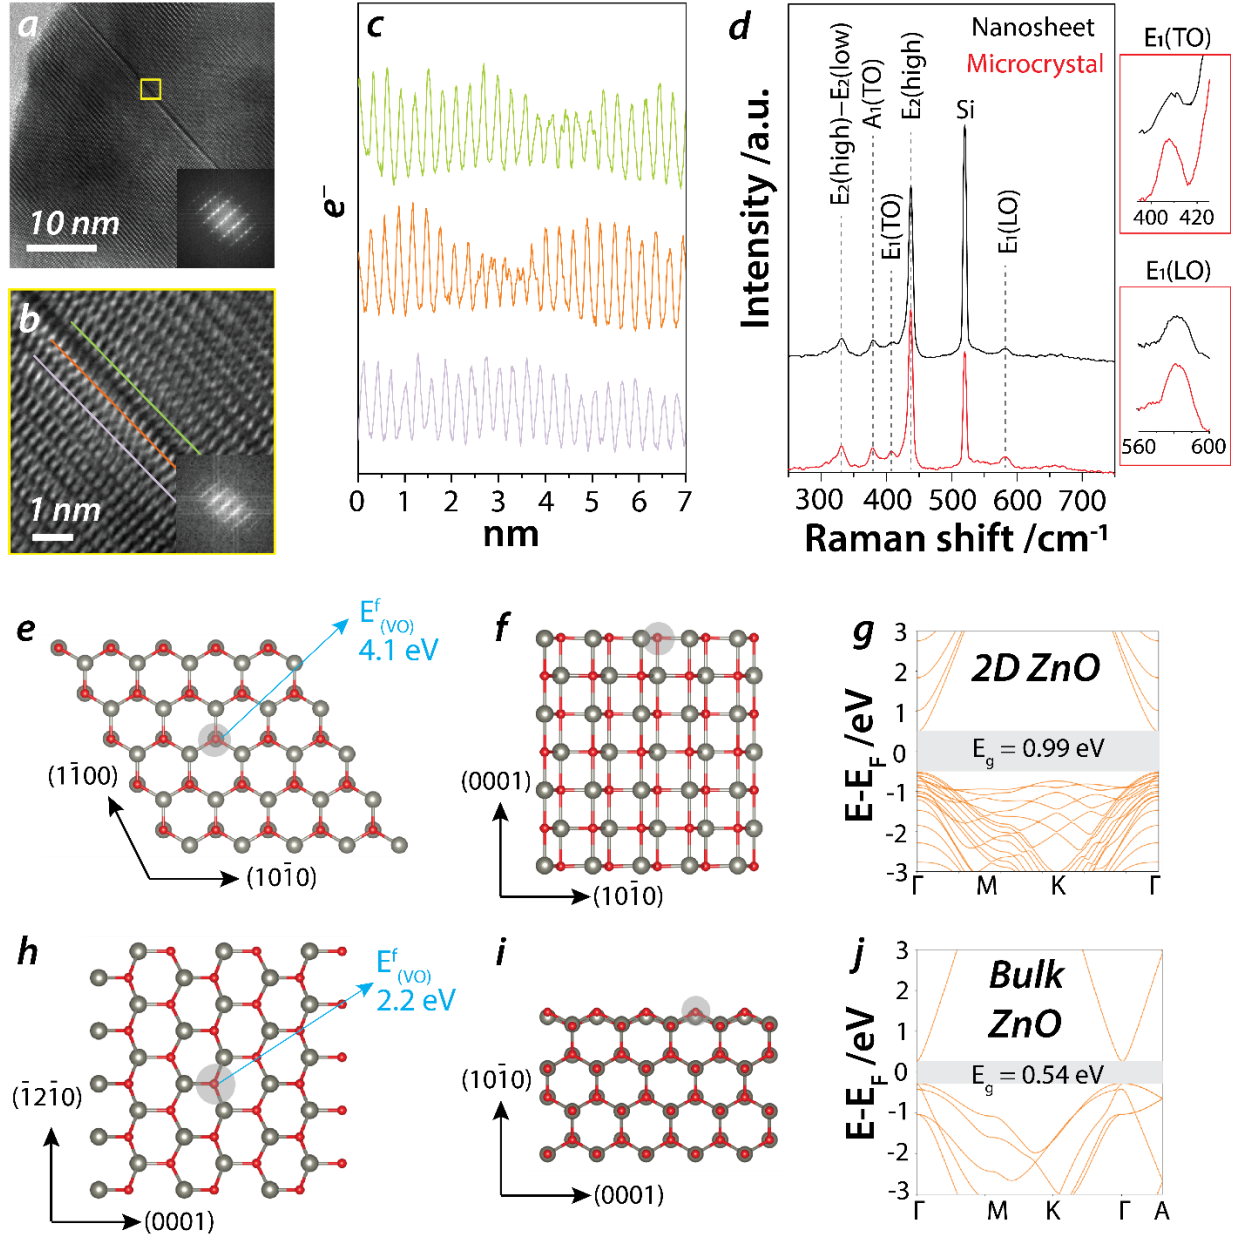 a
10 nm
b
1 nm
c
e⁻
0 1 2 3 4 5 6 7
nm
d
Nanosheet
Microcrystal
E₂(high)−E₂(low)
A₁(TO)
E₁(TO)
E₂(high)
Si
E₁(LO)
Intensity /a.u.
300 400 500 600 700
Raman shift /cm⁻¹
E₁(TO)
400 420
E₁(LO)
560 600
e
Eᶠ(VO)
4.1 eV
(11̄00)
(101̄0)
f
(0001)
(101̄0)
g
2D ZnO
E_g = 0.99 eV
E-E_F /eV
3
2
1
0
-1
-2
-3
Γ M K Γ
h
Eᶠ(VO)
2.2 eV
(1̄21̄0)
(0001)
i
(101̄0)
(0001)
j
Bulk
ZnO
E_g = 0.54 eV
E-E_F /eV
3
2
1
0
-1
-2
-3
Γ M K Γ A